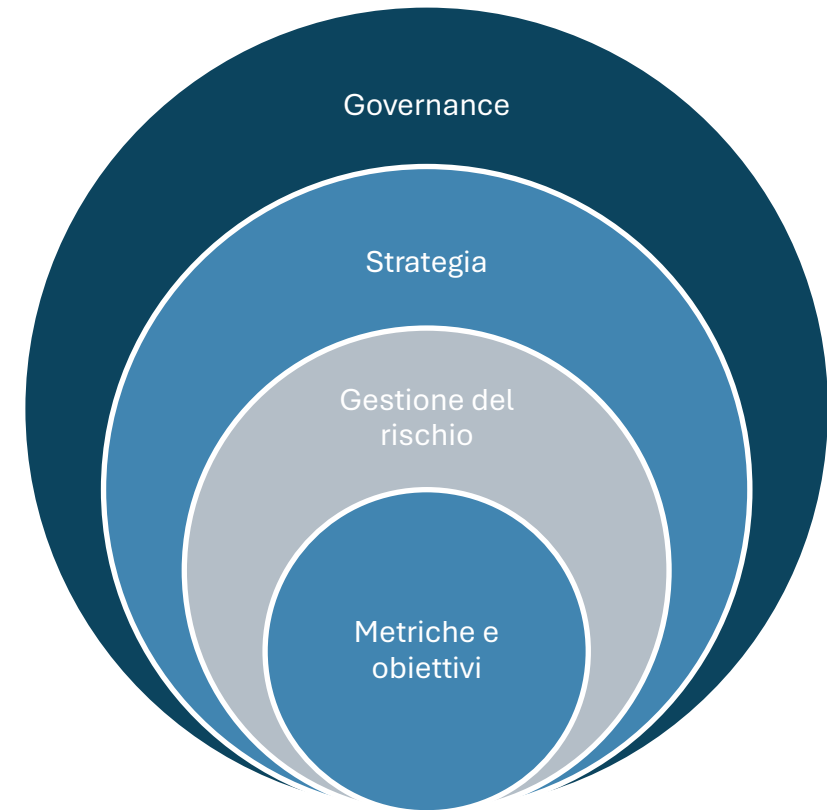 Governance
Strategia
Gestione del
rischio
Metriche e
obiettivi